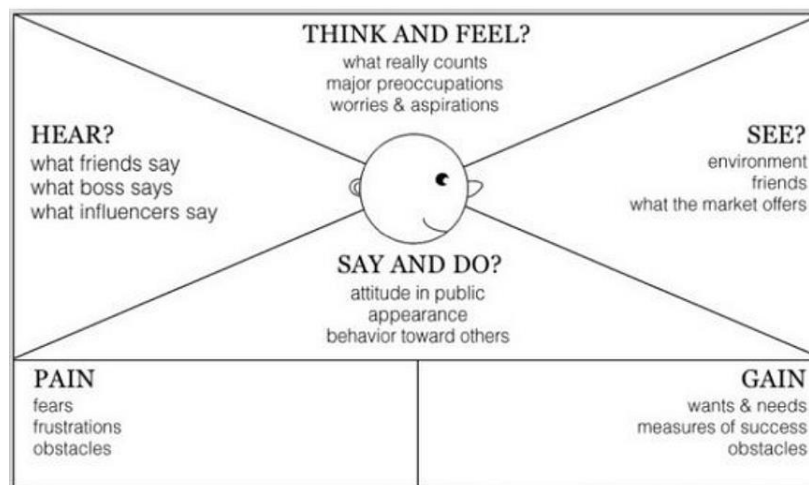 THINK AND FEEL?
what really counts
major preoccupations
worries & aspirations
HEAR?
what friends say
what boss says
what influencers say
SEE?
environment
friends
what the market offers
SAY AND DO?
attitude in public
appearance
behavior toward others
PAIN
fears
frustrations
obstacles
GAIN
wants & needs
measures of success
obstacles